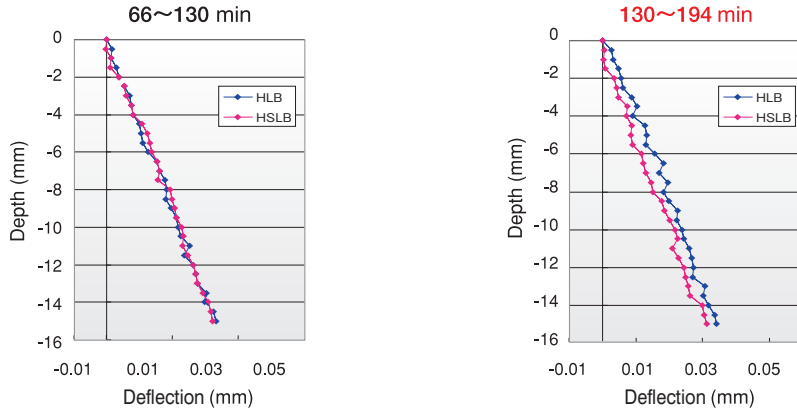 66～130 min
0
-2
-4
-6
-8
-10
-12
-14
-16
Depth (mm)
HLB
HSLB
-0.01 0.01 0.03 0.05
Deflection (mm)
130～194 min
0
-2
-4
-6
-8
-10
-12
-14
-16
Depth (mm)
HLB
HSLB
-0.01 0.01 0.03 0.05
Deflection (mm)